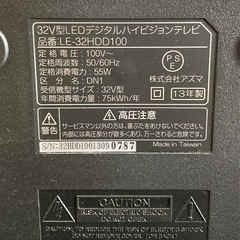 32V型LEDデジタルハイビジョンテレビ
品番:LE-32HDD100
定格電圧:100V～
定格周波数:50/60Hz
定格消費電力:55W
区分名:DN1
受信機型サイズ:32V型
年間消費電力量:75kWh/年
PS
E
株式会社アズマ
13年製
高圧注意
サービスマン以外の方は、裏ぶたをあけないでください。
内部には高電圧部分が数多くあり、万一さわると危険です。
Made in Taiwan
S/N:32HDD1001309 0787
CAUTION
RISK OF ELECTRIC SHOCK
DO NOT OPEN